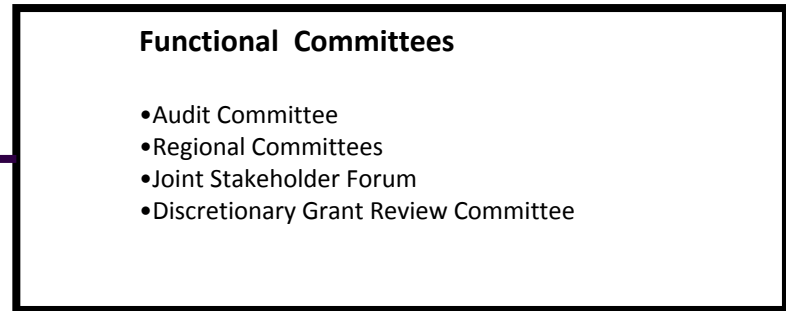 Functional  Committees
•Audit Committee
•Regional Committees
•Joint Stakeholder Forum
•Discretionary Grant Review Committee